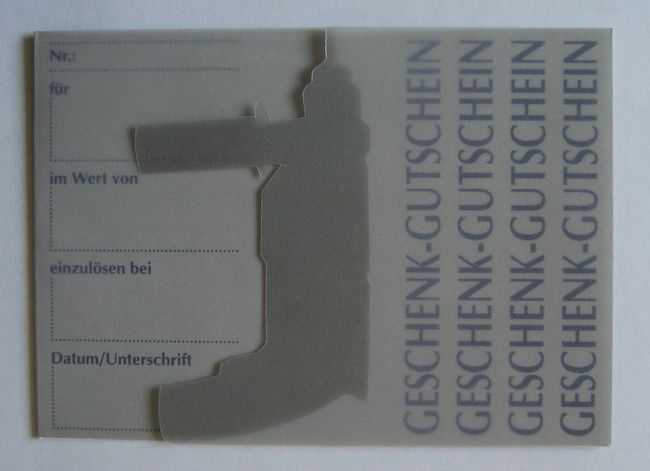 Nr.:
für
im Wert von
einzulösen bei
Datum/Unterschrift
GESCHENK-GUTSCHEIN
GESCHENK-GUTSCHEIN
GESCHENK-GUTSCHEIN
GESCHENK-GUTSCHEIN